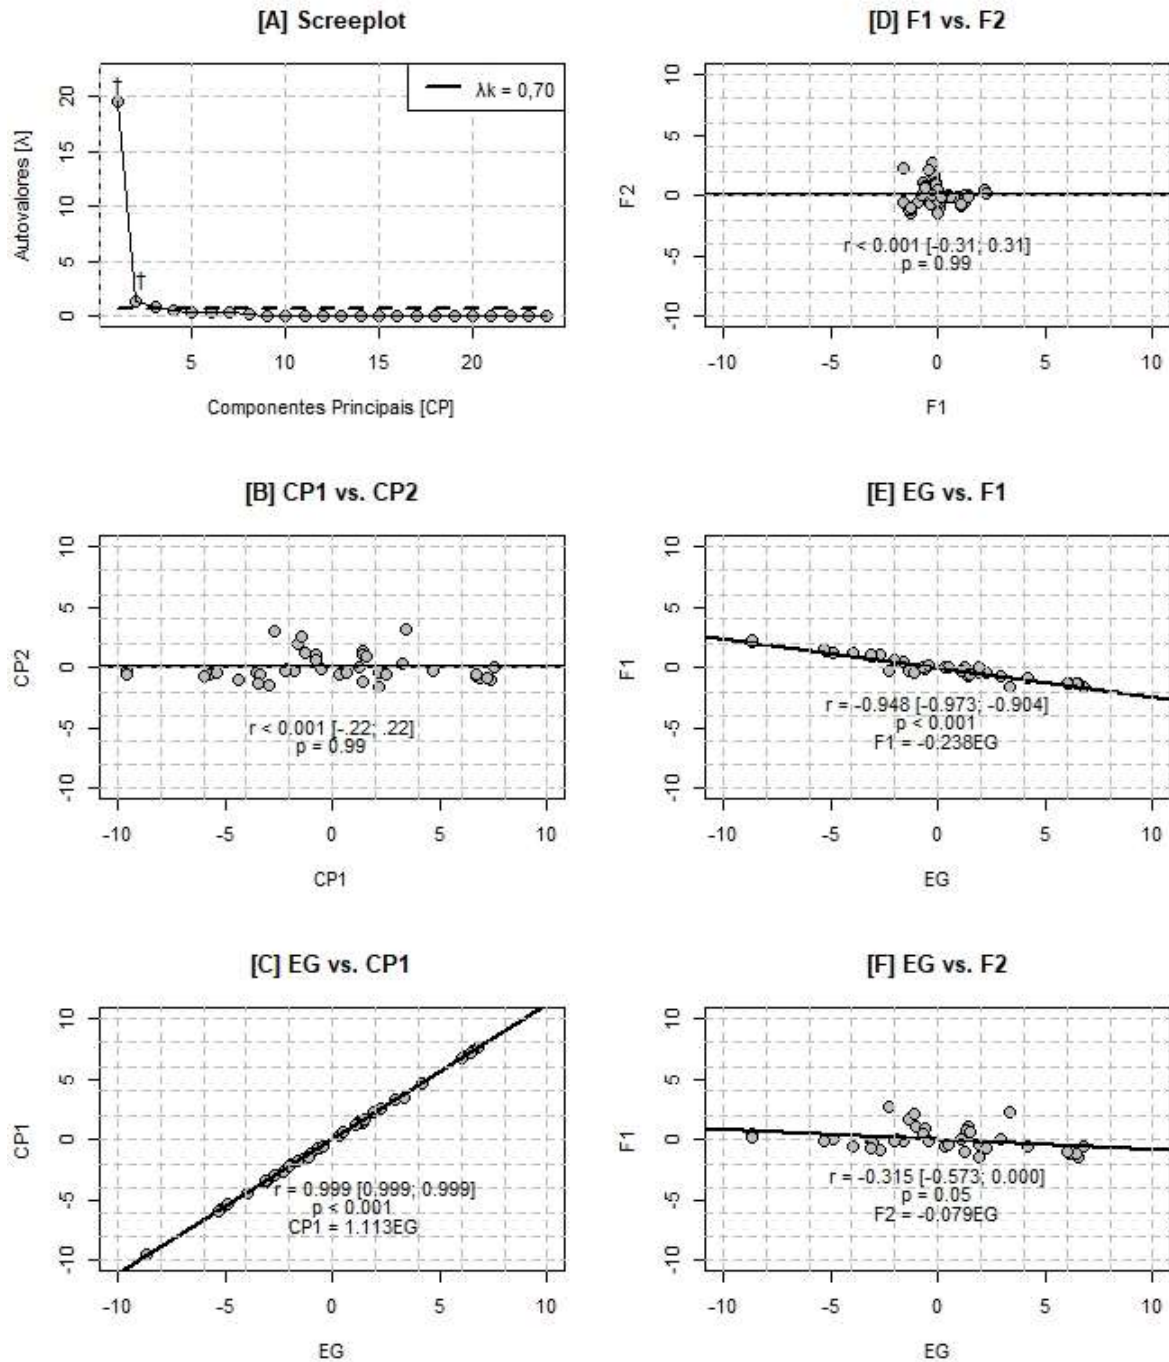 [A] Screeplot
λk = 0,70
†
†
Autovalores [λ]
20
15
10
5
0
5
10
15
20
Componentes Principais [CP]
[D] F1 vs. F2
F2
10
5
0
-5
-10
r < 0.001 [-0.31; 0.31]
p = 0.99
-10
-5
0
5
10
F1
[B] CP1 vs. CP2
CP2
10
5
0
-5
-10
r < 0.001 [-.22; .22]
p = 0.99
-10
-5
0
5
10
CP1
[E] EG vs. F1
F1
10
5
0
-5
-10
r = -0.948 [-0.973; -0.904]
p < 0.001
F1 = -0.238EG
-10
-5
0
5
10
EG
[C] EG vs. CP1
CP1
10
5
0
-5
-10
r = 0.999 [0.999; 0.999]
p < 0.001
CP1 = 1.113EG
-10
-5
0
5
10
EG
[F] EG vs. F2
F1
10
5
0
-5
-10
r = -0.315 [-0.573; 0.000]
p = 0.05
F2 = -0.079EG
-10
-5
0
5
10
EG